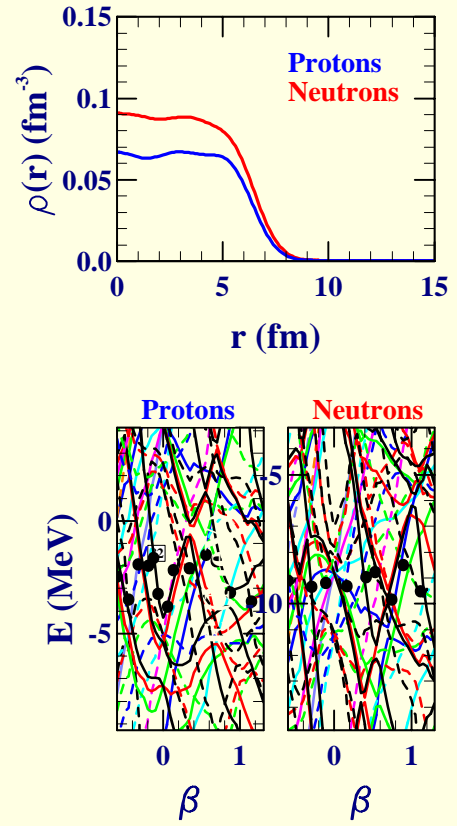 0.15
0.1
0.05
0.0
ρ(r) (fm⁻³)
Protons
Neutrons
0 5 10 15
r (fm)
Protons Neutrons
0
-5
E (MeV)
-5
-10
0 1
0 1
β β